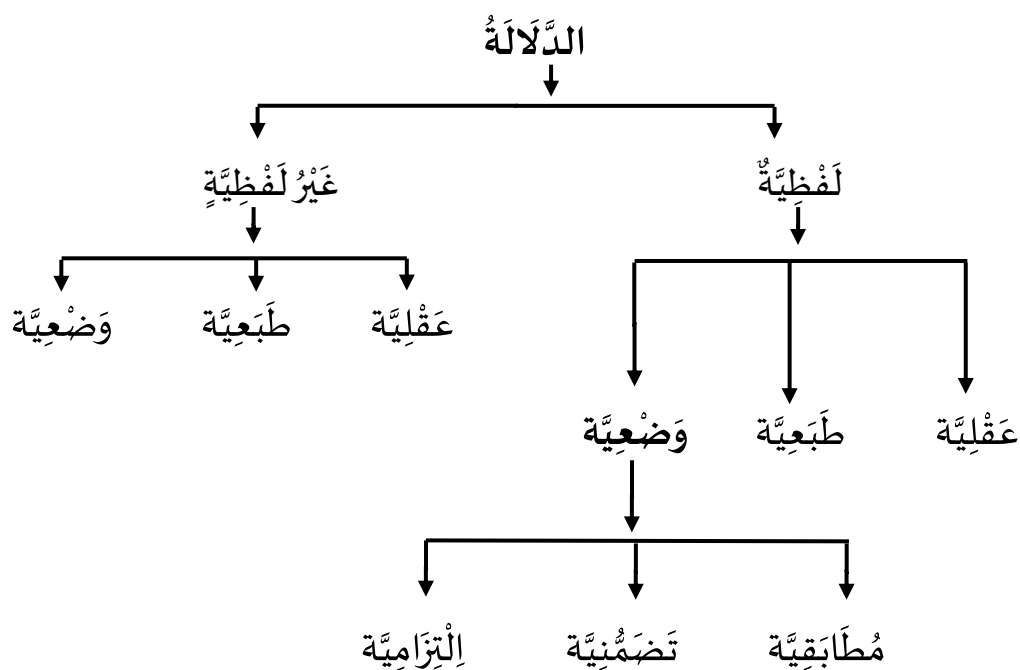 الدَّلَالَةُ
لَفْظِيَّةٌ غَيْرُ لَفْظِيَّةٍ
عَقْلِيَّة طَبَعِيَّة وَضْعِيَّة
عَقْلِيَّة طَبَعِيَّة وَضْعِيَّة
مُطَابَقِيَّة تَضَمُّنِيَّة اِلْتِزَامِيَّة